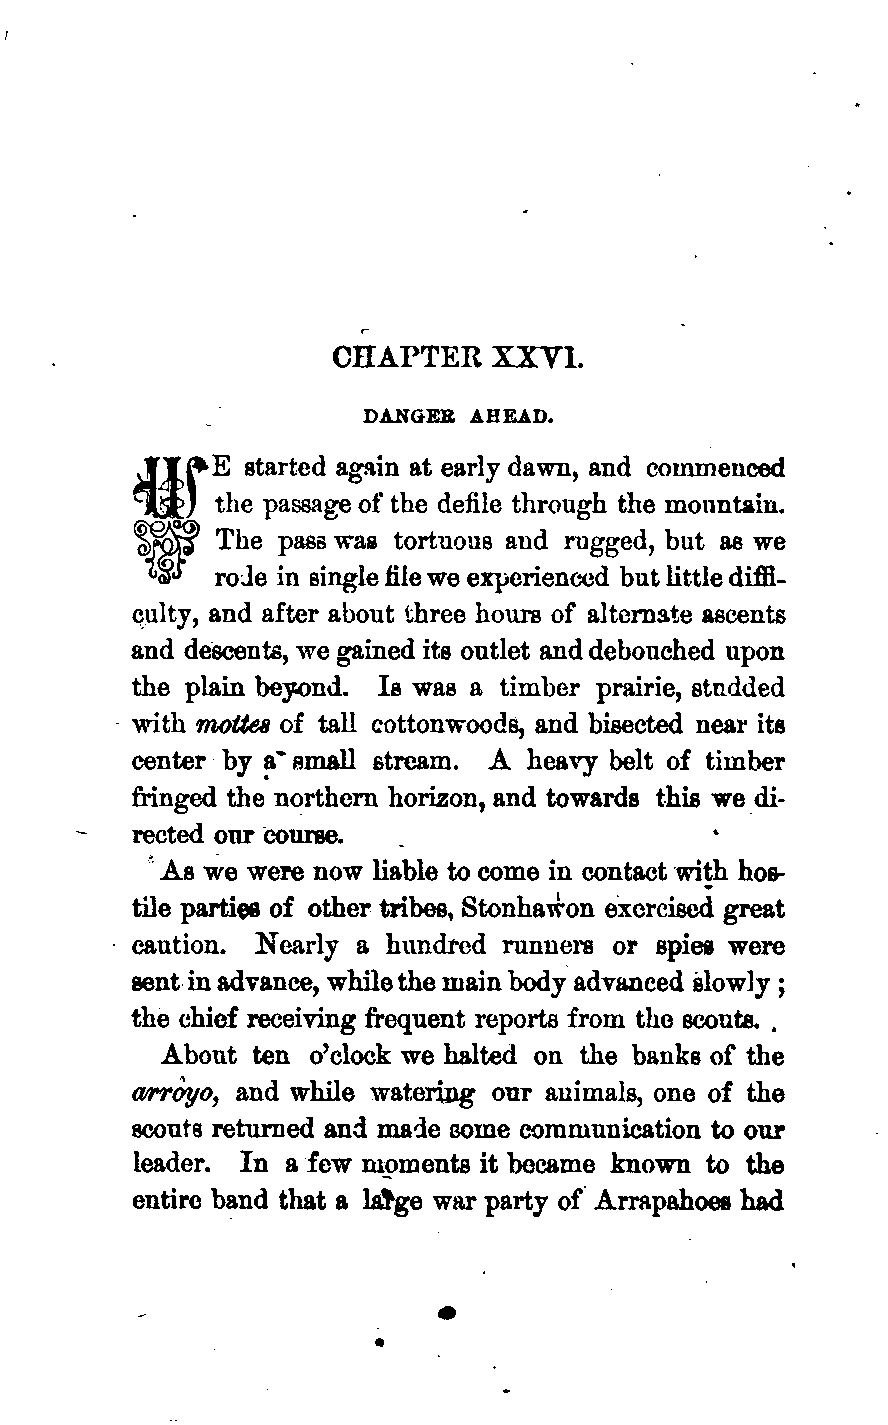 CHAPTER XXVI.
DANGER AHEAD.
WE started again at early dawn, and commenced
the passage of the defile through the mountain.
The pass was tortuous and rugged, but as we
rode in single file we experienced but little diffi-
culty, and after about three hours of alternate ascents
and descents, we gained its outlet and debouched upon
the plain beyond. Is was a timber prairie, studded
with mottes of tall cottonwoods, and bisected near its
center by a small stream. A heavy belt of timber
fringed the northern horizon, and towards this we di-
rected our course.
As we were now liable to come in contact with hos-
tile parties of other tribes, Stonhawon exercised great
caution. Nearly a hundred runners or spies were
sent in advance, while the main body advanced slowly;
the chief receiving frequent reports from the scouts.
About ten o'clock we halted on the banks of the
arroyo, and while watering our animals, one of the
scouts returned and made some communication to our
leader. In a few moments it became known to the
entire band that a large war party of Arrapahoes had